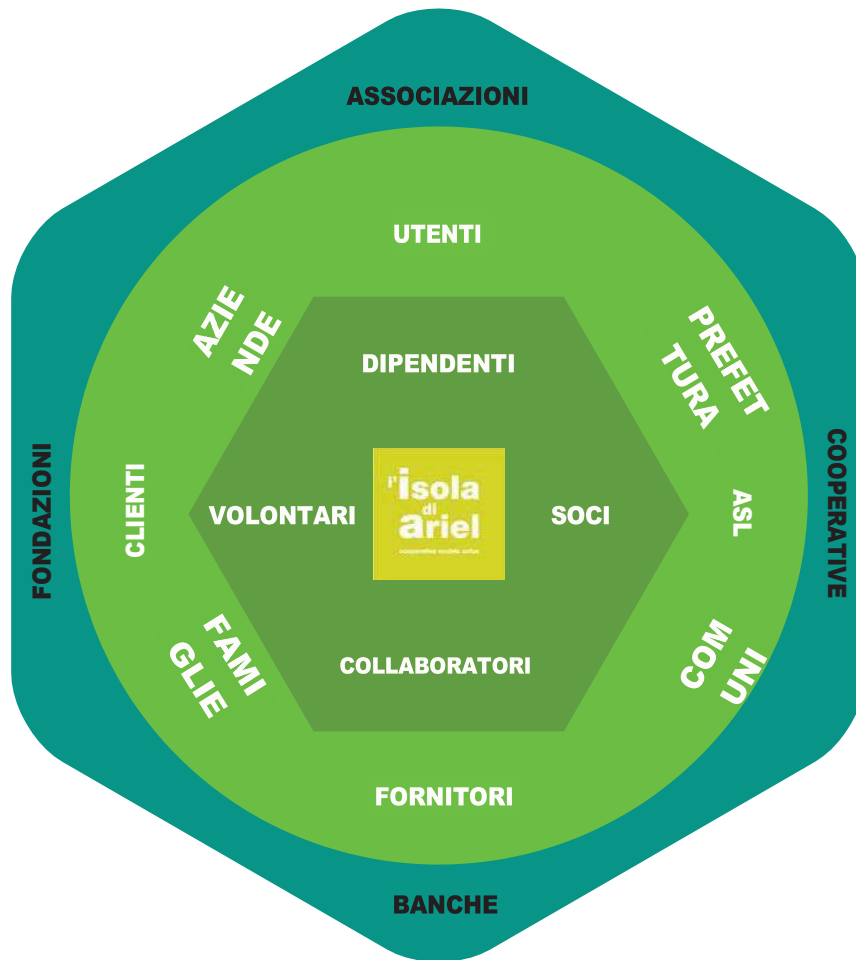 ASSOCIAZIONI
UTENTI
AZIE
NDE
PREFET
TURA
DIPENDENTI
FONDAZIONI
CLIENTI
VOLONTARI
l'isola
di
ariel
SOCI
ASL
COOPERATIVE
FAMI
GLIE
COLLABORATORI
COM
UNI
FORNITORI
BANCHE